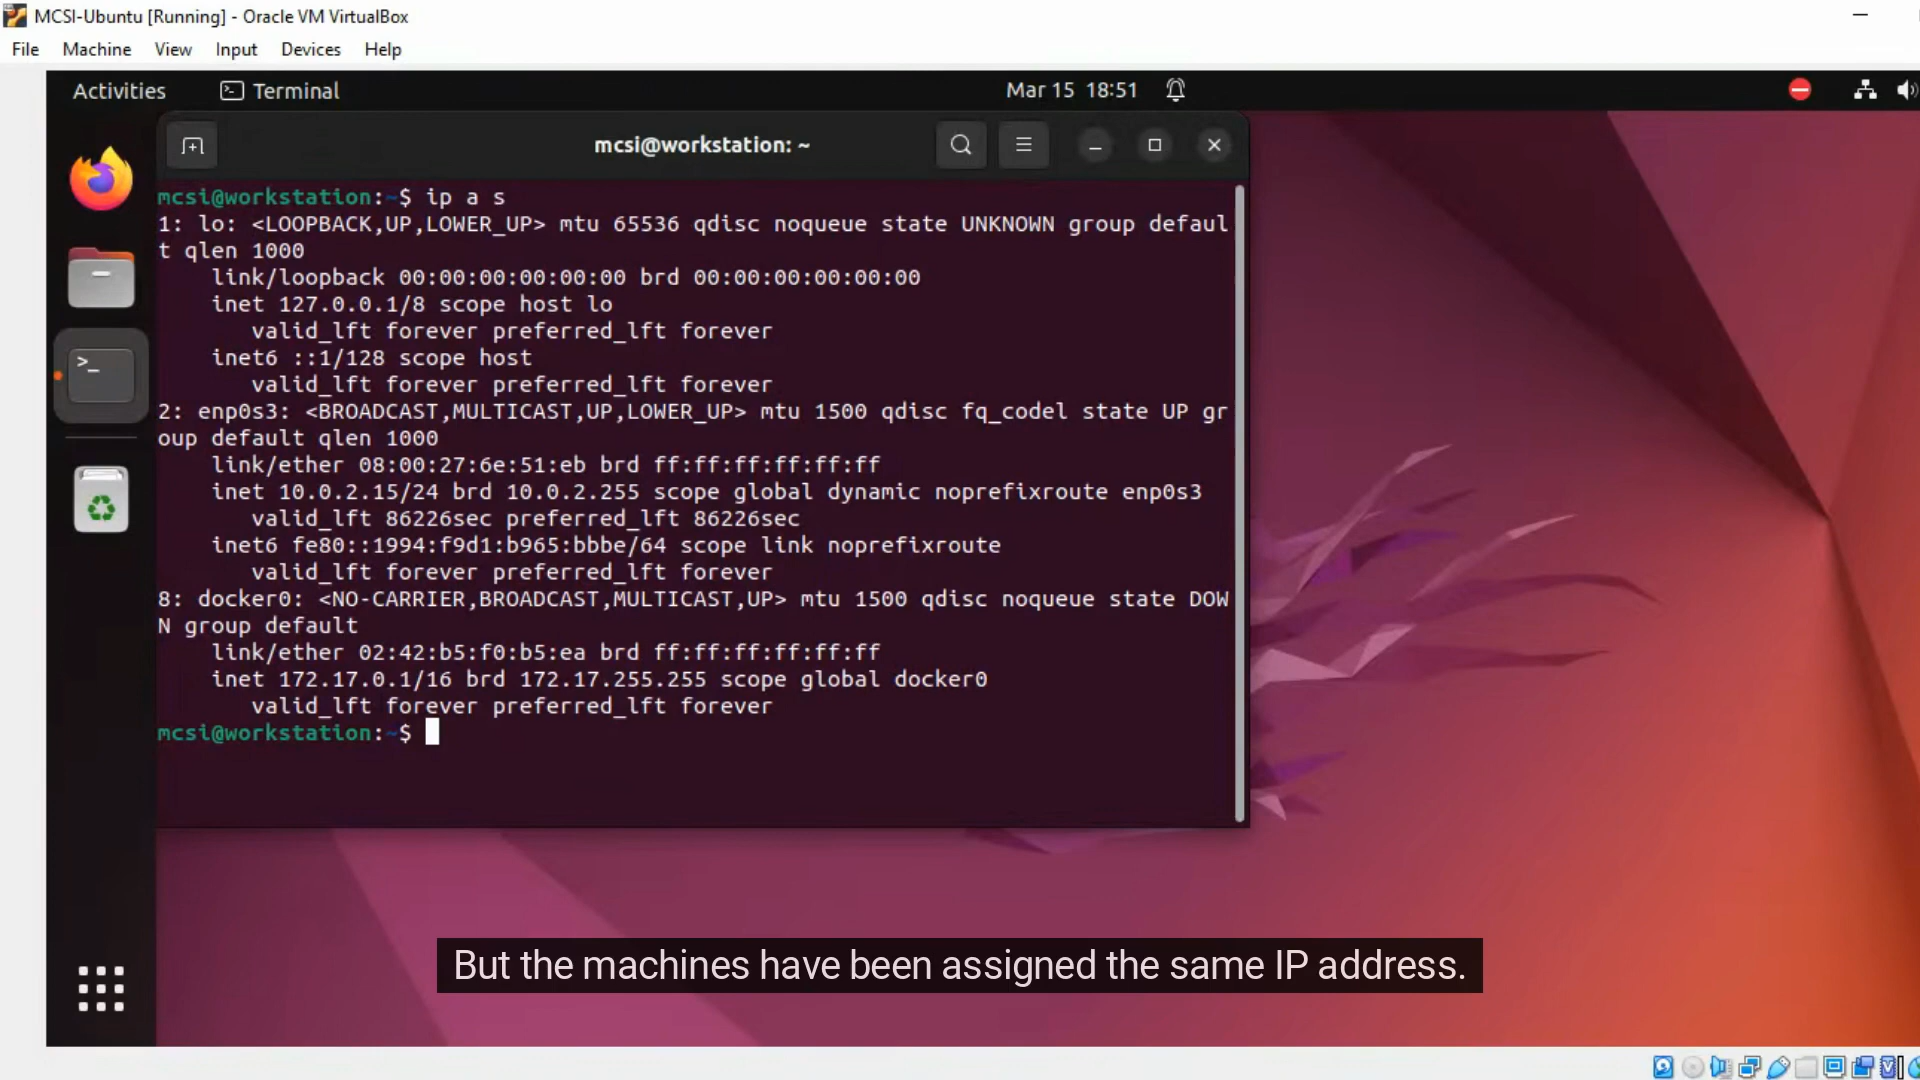 MCSI-Ubuntu [Running] - Oracle VM VirtualBox
File Machine View Input Devices Help
Activities Terminal Mar 15 18:51
mcsi@workstation: ~
mcsi@workstation:~$ ip a s
1: lo: <LOOPBACK,UP,LOWER_UP> mtu 65536 qdisc noqueue state UNKNOWN group defaul
t qlen 1000
    link/loopback 00:00:00:00:00:00 brd 00:00:00:00:00:00
    inet 127.0.0.1/8 scope host lo
       valid_lft forever preferred_lft forever
    inet6 ::1/128 scope host
       valid_lft forever preferred_lft forever
2: enp0s3: <BROADCAST,MULTICAST,UP,LOWER_UP> mtu 1500 qdisc fq_codel state UP gr
oup default qlen 1000
    link/ether 08:00:27:6e:51:eb brd ff:ff:ff:ff:ff:ff
    inet 10.0.2.15/24 brd 10.0.2.255 scope global dynamic noprefixroute enp0s3
       valid_lft 86226sec preferred_lft 86226sec
    inet6 fe80::1994:f9d1:b965:bbbe/64 scope link noprefixroute
       valid_lft forever preferred_lft forever
8: docker0: <NO-CARRIER,BROADCAST,MULTICAST,UP> mtu 1500 qdisc noqueue state DOW
N group default
    link/ether 02:42:b5:f0:b5:ea brd ff:ff:ff:ff:ff:ff
    inet 172.17.0.1/16 brd 172.17.255.255 scope global docker0
       valid_lft forever preferred_lft forever
mcsi@workstation:~$
But the machines have been assigned the same IP address.